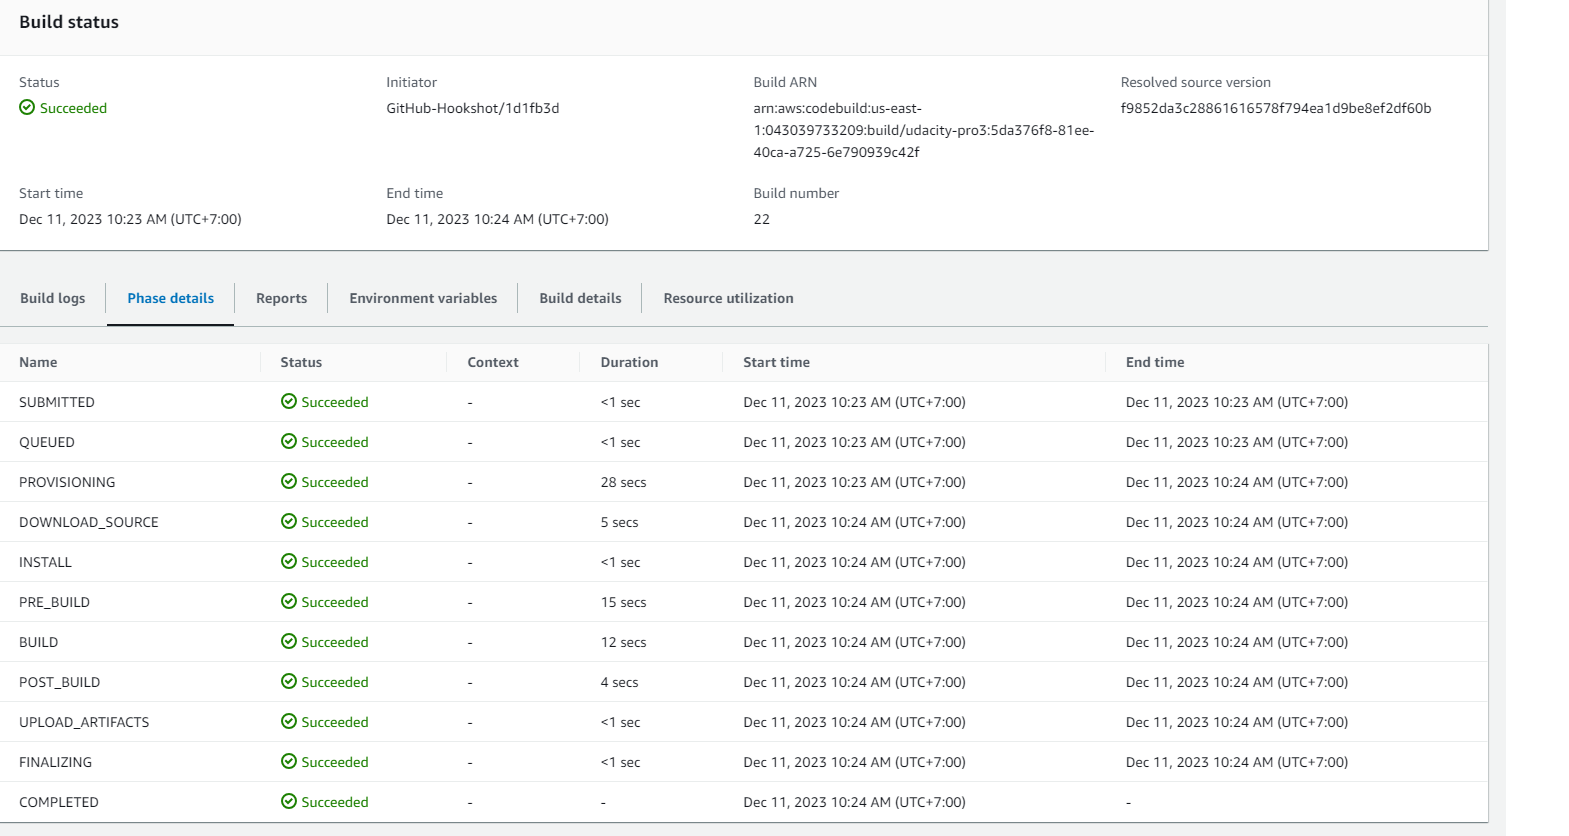 Build status
Status
Initiator
Build ARN
Resolved source version
Succeeded
GitHub-Hookshot/1d1fb3d
arn:aws:codebuild:us-east-
1:043039733209:build/udacity-pro3:5da376f8-81ee-
40ca-a725-6e790939c42f
f9852da3c28861616578f794ea1d9be8ef2df60b
Start time
End time
Build number
Dec 11, 2023 10:23 AM (UTC+7:00)
Dec 11, 2023 10:24 AM (UTC+7:00)
22
Build logs
Phase details
Reports
Environment variables
Build details
Resource utilization
Name Status Context Duration Start time End time
SUBMITTED Succeeded - <1 sec Dec 11, 2023 10:23 AM (UTC+7:00) Dec 11, 2023 10:23 AM (UTC+7:00)
QUEUED Succeeded - <1 sec Dec 11, 2023 10:23 AM (UTC+7:00) Dec 11, 2023 10:23 AM (UTC+7:00)
PROVISIONING Succeeded - 28 secs Dec 11, 2023 10:23 AM (UTC+7:00) Dec 11, 2023 10:24 AM (UTC+7:00)
DOWNLOAD_SOURCE Succeeded - 5 secs Dec 11, 2023 10:24 AM (UTC+7:00) Dec 11, 2023 10:24 AM (UTC+7:00)
INSTALL Succeeded - <1 sec Dec 11, 2023 10:24 AM (UTC+7:00) Dec 11, 2023 10:24 AM (UTC+7:00)
PRE_BUILD Succeeded - 15 secs Dec 11, 2023 10:24 AM (UTC+7:00) Dec 11, 2023 10:24 AM (UTC+7:00)
BUILD Succeeded - 12 secs Dec 11, 2023 10:24 AM (UTC+7:00) Dec 11, 2023 10:24 AM (UTC+7:00)
POST_BUILD Succeeded - 4 secs Dec 11, 2023 10:24 AM (UTC+7:00) Dec 11, 2023 10:24 AM (UTC+7:00)
UPLOAD_ARTIFACTS Succeeded - <1 sec Dec 11, 2023 10:24 AM (UTC+7:00) Dec 11, 2023 10:24 AM (UTC+7:00)
FINALIZING Succeeded - <1 sec Dec 11, 2023 10:24 AM (UTC+7:00) Dec 11, 2023 10:24 AM (UTC+7:00)
COMPLETED Succeeded - - Dec 11, 2023 10:24 AM (UTC+7:00) -